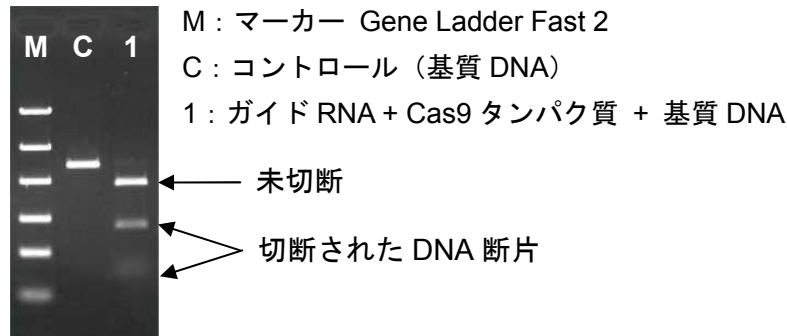 M C 1
M：マーカー Gene Ladder Fast 2
C：コントロール（基質 DNA）
1：ガイド RNA + Cas9 タンパク質 + 基質 DNA
未切断
切断された DNA 断片